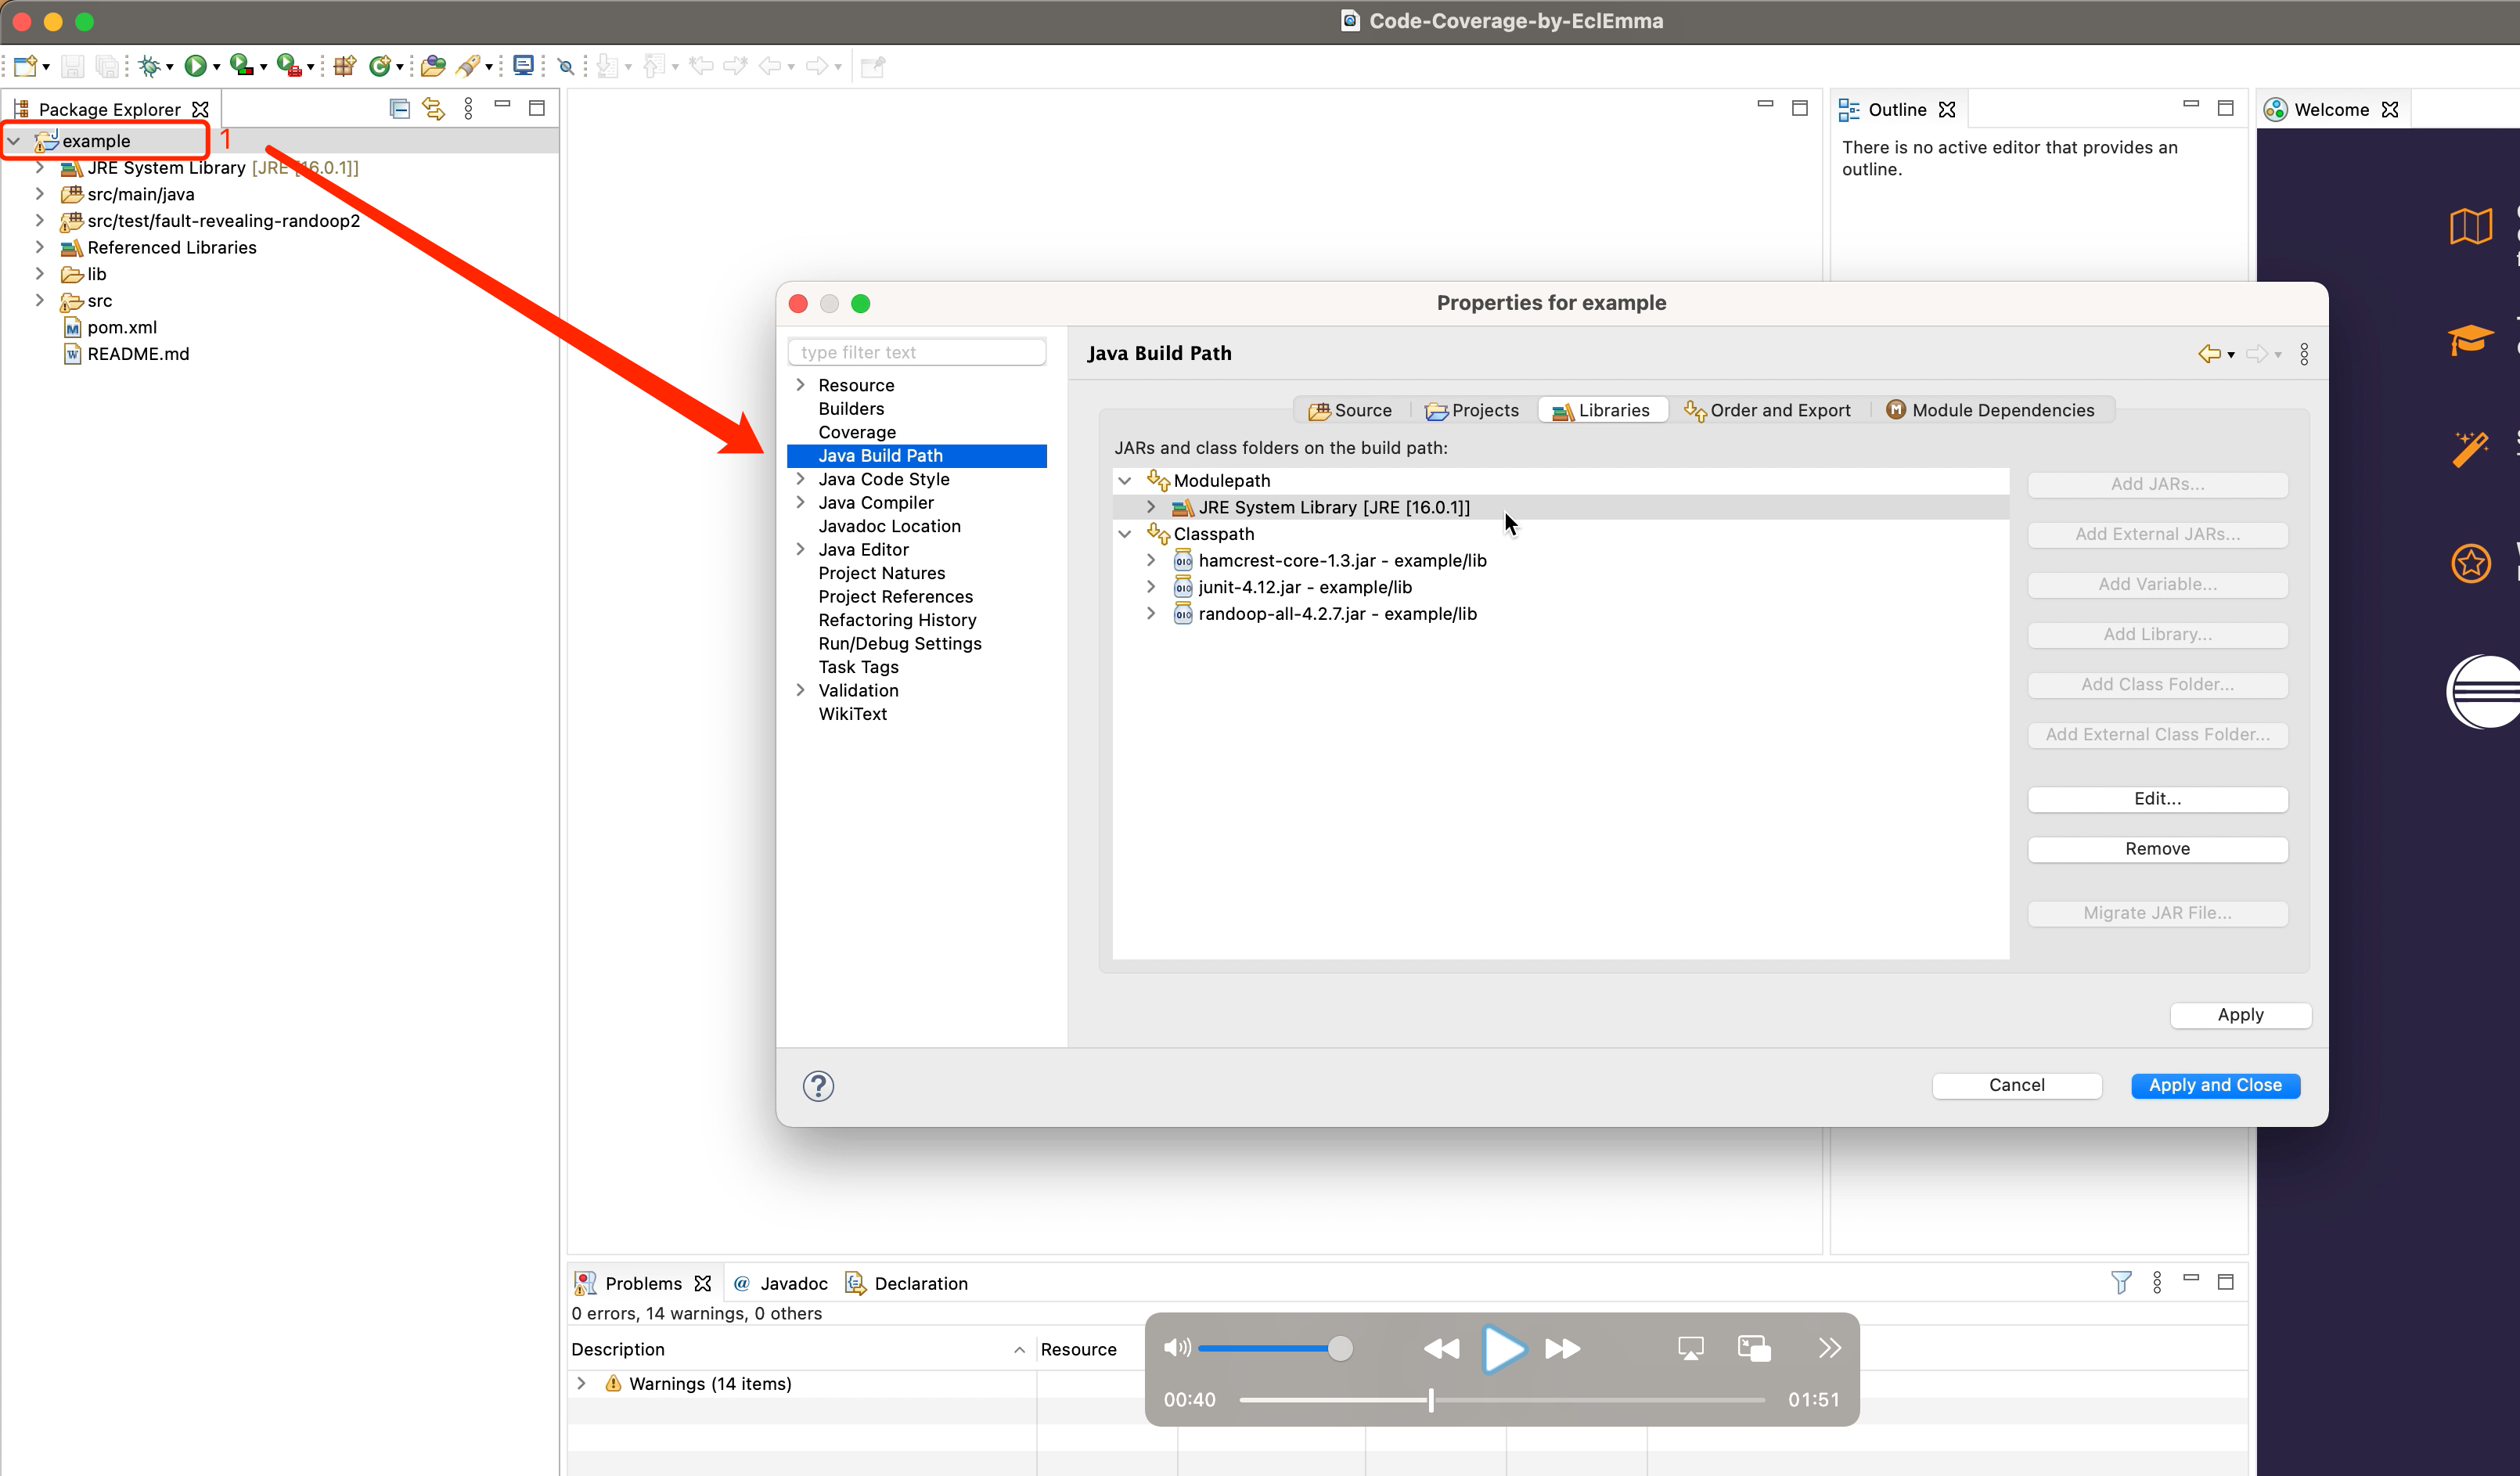 Code-Coverage-by-EclEmma
Package Explorer
example 1
JRE System Library [JRE [16.0.1]]
src/main/java
src/test/fault-revealing-randoop2
Referenced Libraries
lib
src
pom.xml
README.md
Outline
There is no active editor that provides an
outline.
Welcome
Properties for example
type filter text
Resource
Builders
Coverage
Java Build Path
Java Code Style
Java Compiler
Javadoc Location
Java Editor
Project Natures
Project References
Refactoring History
Run/Debug Settings
Task Tags
Validation
WikiText
Java Build Path
Source Projects Libraries Order and Export Module Dependencies
JARs and class folders on the build path:
Modulepath
JRE System Library [JRE [16.0.1]]
Classpath
hamcrest-core-1.3.jar - example/lib
junit-4.12.jar - example/lib
randoop-all-4.2.7.jar - example/lib
Add JARs...
Add External JARs...
Add Variable...
Add Library...
Add Class Folder...
Add External Class Folder...
Edit...
Remove
Migrate JAR File...
Apply
Cancel Apply and Close
Problems Javadoc Declaration
0 errors, 14 warnings, 0 others
Description Resource
Warnings (14 items)
00:40 01:51